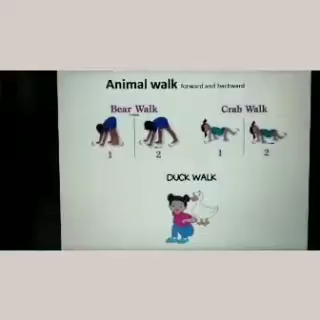 Animal walk forward and backward
Bear Walk
Crab Walk
1
2
1
2
DUCK WALK